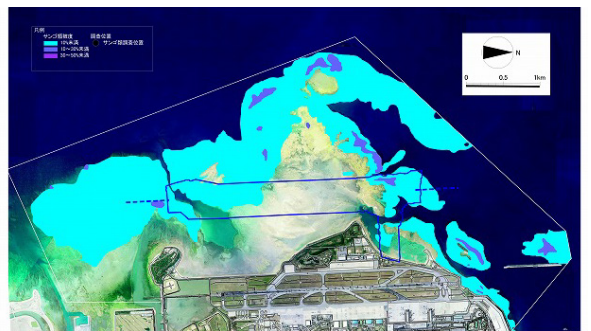 凡例
サンゴ類被度 調査位置
10%未満 サンゴ類調査位置
10～30%未満
30～50%未満
N
0 0.5 1km